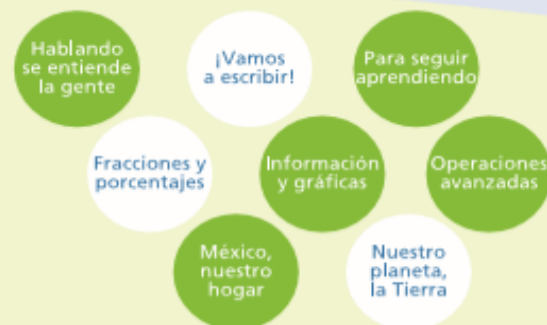 Hablando
se entiende
la gente
¡Vamos
a escribir!
Para seguir
aprendiendo
Fracciones y
porcentajes
Información
y gráficas
Operaciones
avanzadas
México,
nuestro
hogar
Nuestro
planeta,
la Tierra